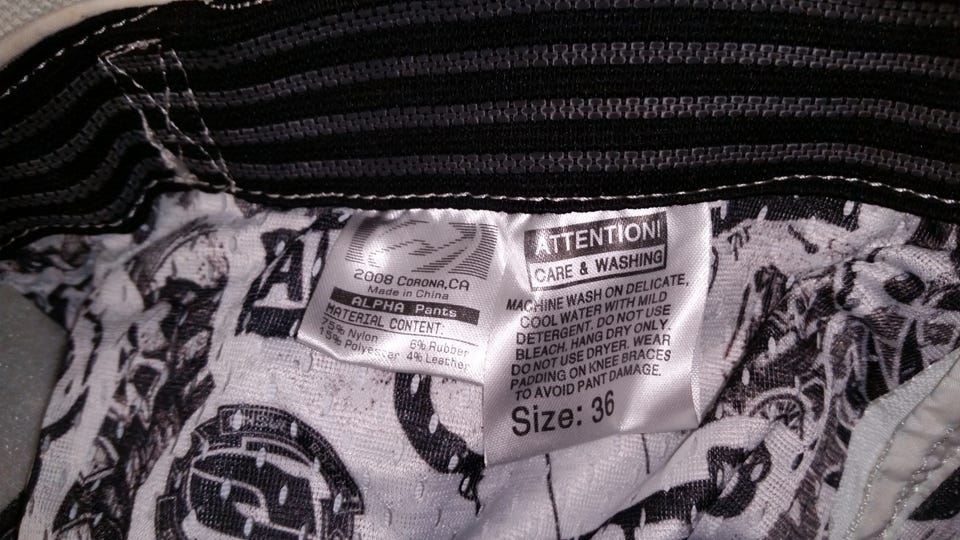 2008 CORONA,CA
Made in China
ALPHA Pants
MATERIAL CONTENT:
75% Nylon 6% Rubber
15% Polyester 4% Leather
ATTENTION!
CARE & WASHING
MACHINE WASH ON DELICATE,
COOL WATER WITH MILD
DETERGENT. DO NOT USE
BLEACH. HANG DRY ONLY.
DO NOT USE DRYER. WEAR
PADDING ON KNEE BRACES
TO AVOID PANT DAMAGE.
Size: 36